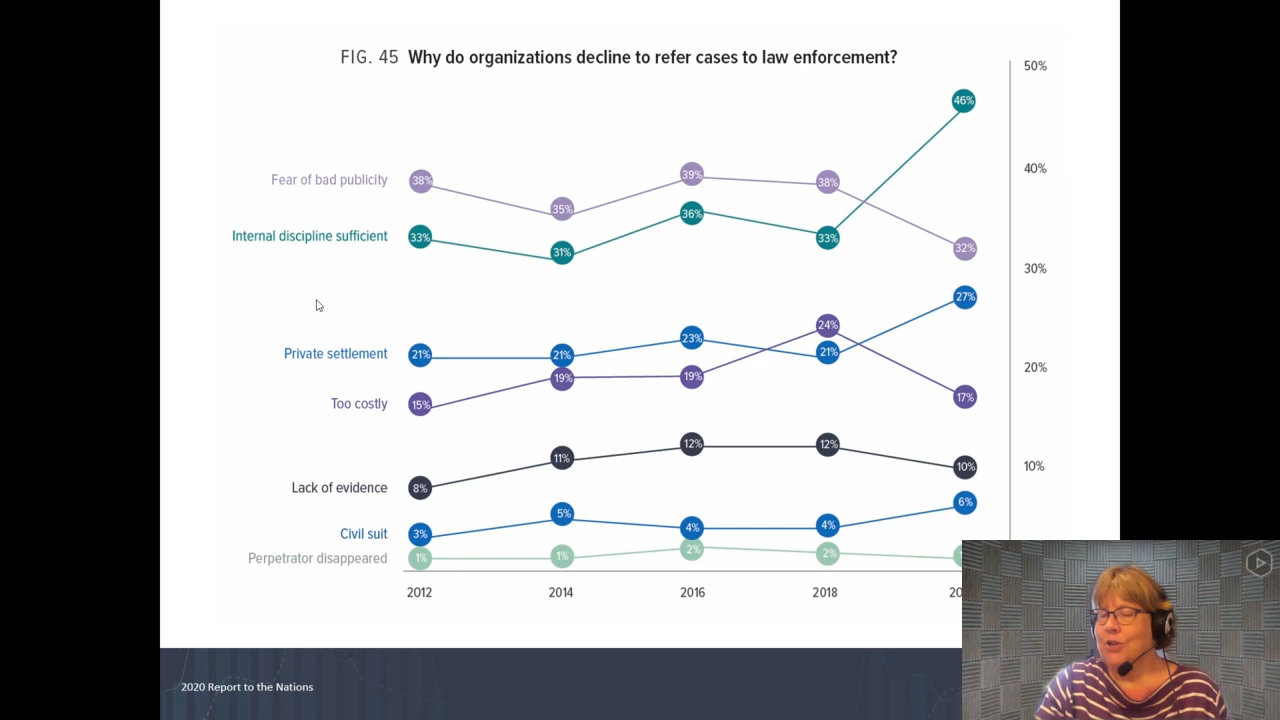 FIG. 45 Why do organizations decline to refer cases to law enforcement?
50%
46%
40%
Fear of bad publicity 38% 35% 39% 38% 32%
Internal discipline sufficient 33% 31% 36% 33%
30%
27%
Private settlement 21% 21% 23% 21%
24%
20%
Too costly 15% 19% 19% 17%
Lack of evidence 8% 11% 12% 12% 10%
10%
Civil suit 3% 5% 4% 4% 6%
Perpetrator disappeared 1% 1% 2% 2%
2012 2014 2016 2018
2020 Report to the Nations